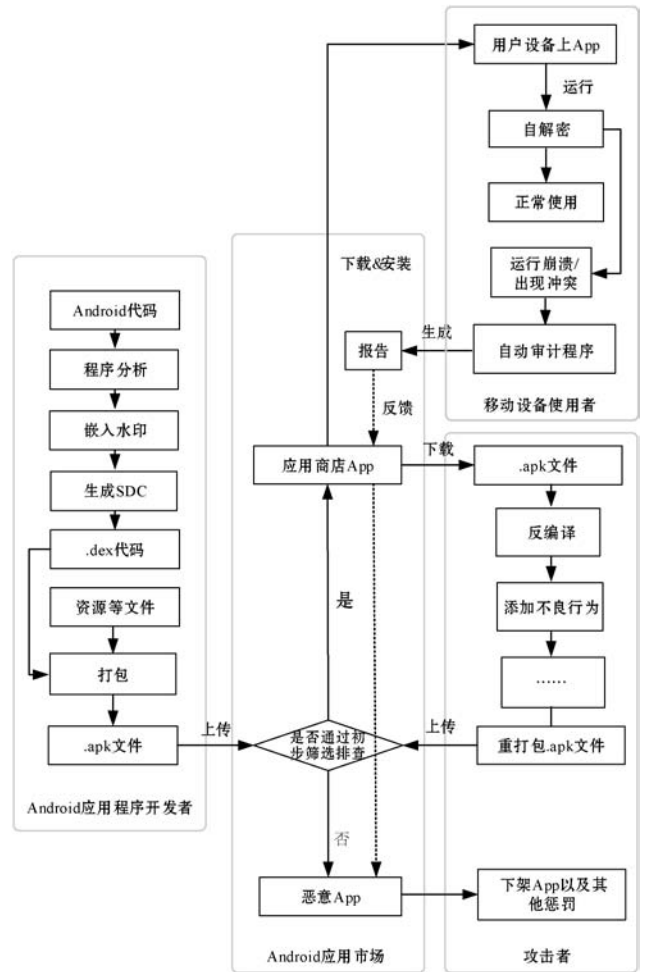 用户设备上App
运行
自解密
正常使用
运行崩溃/
出现冲突
自动审计程序
移动设备使用者
下载&安装
生成
报告
反馈
应用商店App
下载
是
是否通过初
步筛选排查
否
恶意App
Android应用市场
Android代码
程序分析
嵌入水印
生成SDC
.dex代码
资源等文件
打包
.apk文件
上传
Android应用程序开发者
.apk文件
反编译
添加不良行为
......
重打包.apk文件
上传
下架App以及其
他惩罚
攻击者